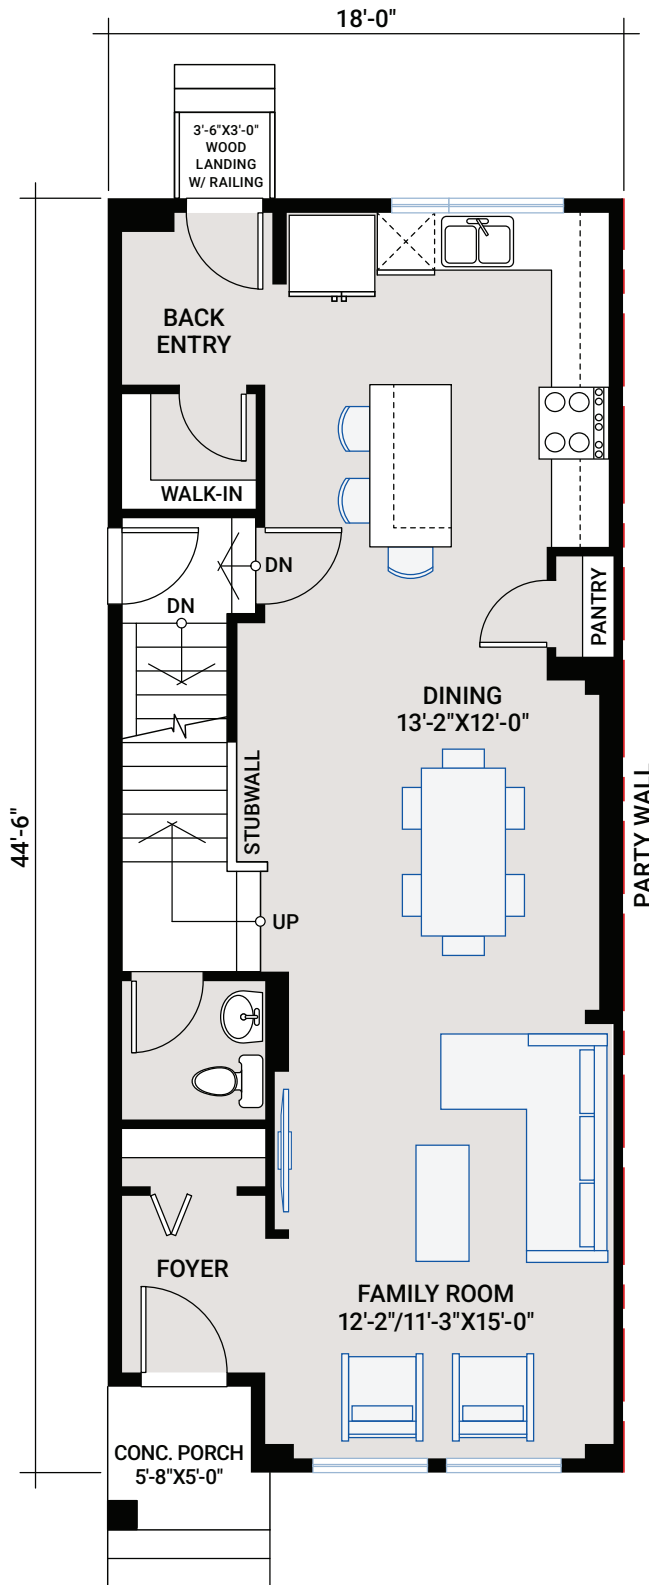 18'-0"
3'-6"X3'-0"
WOOD
LANDING
W/ RAILING
BACK
ENTRY
WALK-IN
DN
DN
PANTRY
DINING
13'-2"X12'-0"
STUBWALL
PARTY WALL
44'-6"
UP
FOYER
FAMILY ROOM
12'-2"/11'-3"X15'-0"
CONC. PORCH
5'-8"X5'-0"